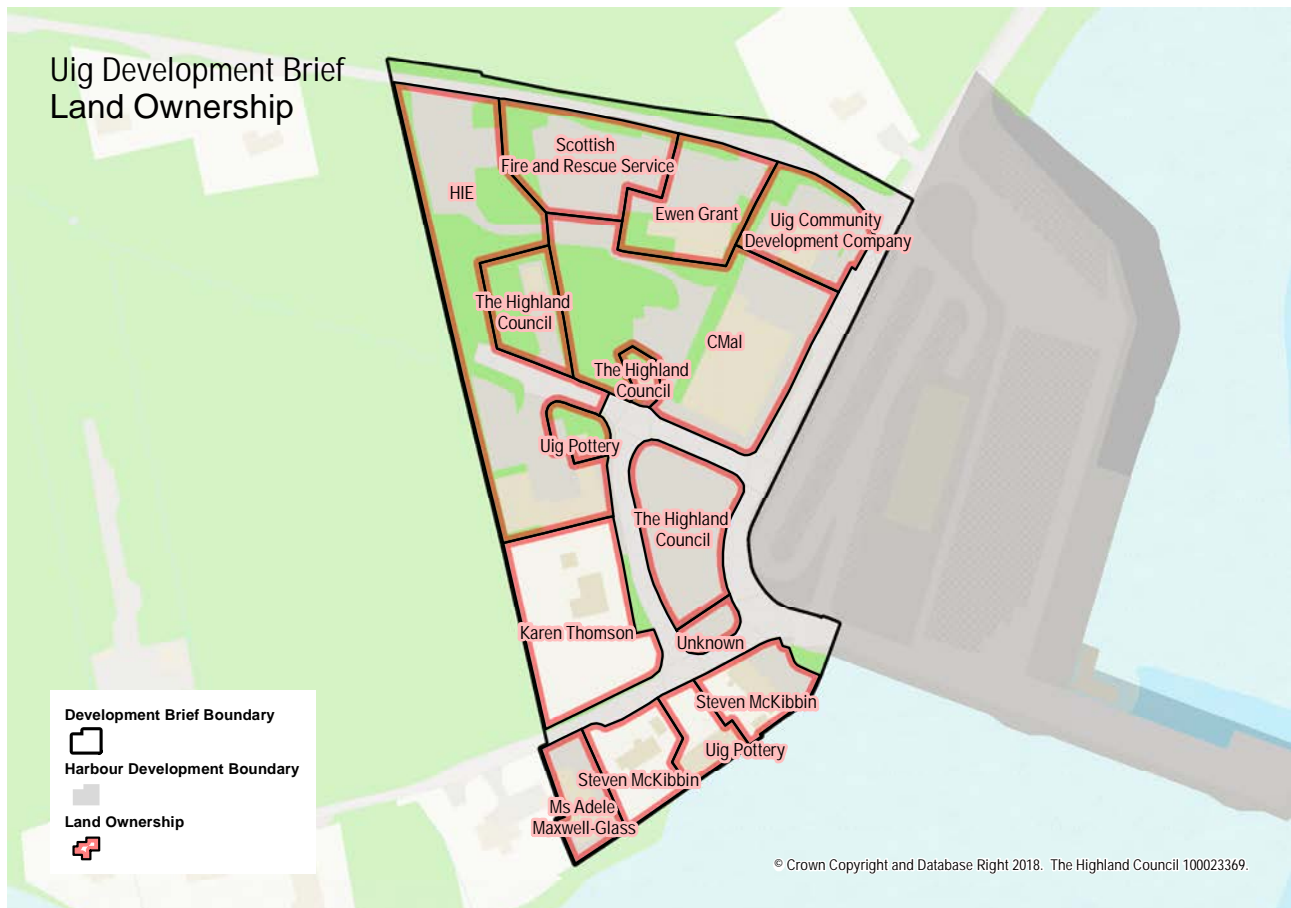 Uig Development Brief
Land Ownership
Scottish
Fire and Rescue Service
HIE
Ewen Grant
Uig Community
Development Company
The Highland
Council
CMal
The Highland
Council
Uig Pottery
The Highland
Council
Karen Thomson
Unknown
Steven McKibbin
Uig Pottery
Steven McKibbin
Ms Adele
Maxwell-Glass
Development Brief Boundary
Harbour Development Boundary
Land Ownership
© Crown Copyright and Database Right 2018. The Highland Council 100023369.